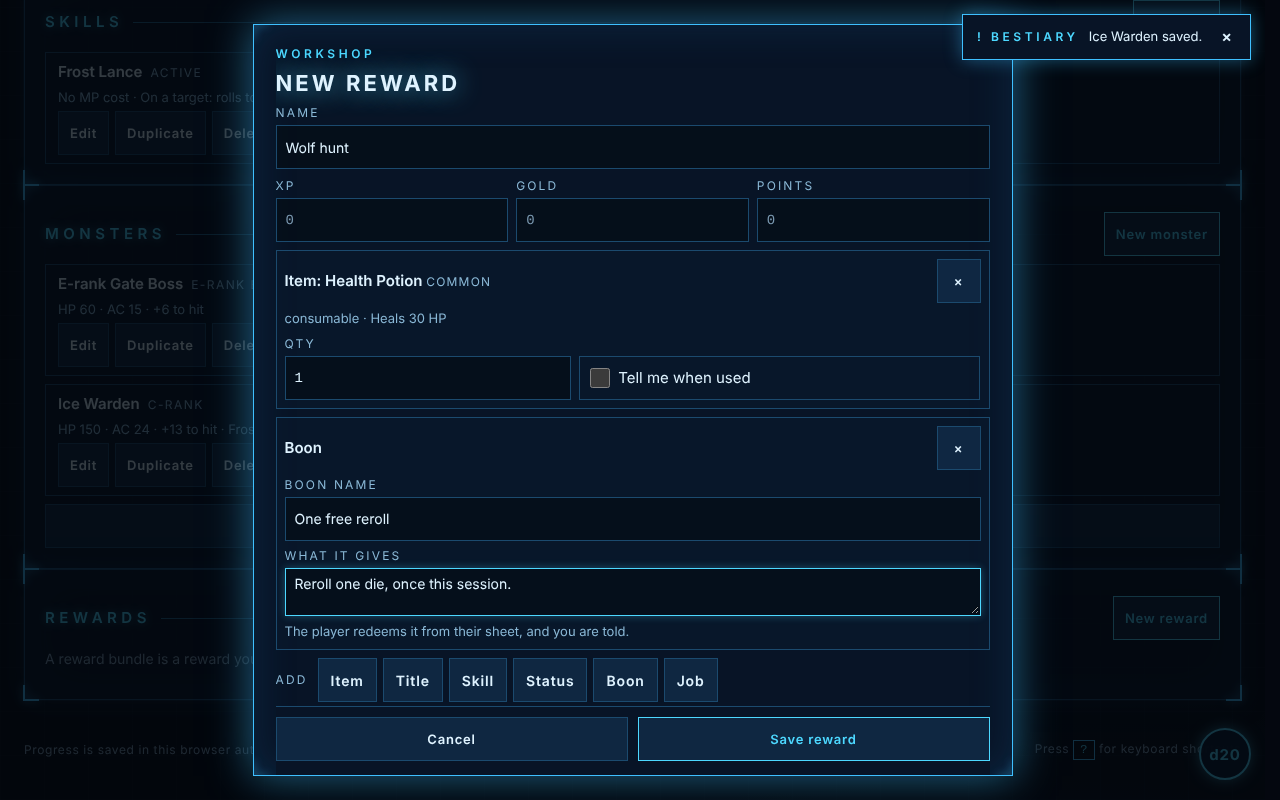 SKILLS
Frost Lance ACTIVE
No MP cost · On a target: rolls to
Edit Duplicate Dele
MONSTERS
New monster
E-rank Gate Boss E-RANK
HP 60 · AC 15 · +6 to hit
Edit Duplicate Dele
Ice Warden C-RANK
HP 150 · AC 24 · +13 to hit · Fros
Edit Duplicate Dele
REWARDS
New reward
A reward bundle is a reward you
Progress is saved in this browser aut
Press ? for keyboard sho
d20
! BESTIARY Ice Warden saved. ×
WORKSHOP
NEW REWARD
NAME
Wolf hunt
XP GOLD POINTS
0 0 0
Item: Health Potion COMMON ×
consumable · Heals 30 HP
QTY
1 Tell me when used
Boon ×
BOON NAME
One free reroll
WHAT IT GIVES
Reroll one die, once this session.
The player redeems it from their sheet, and you are told.
ADD Item Title Skill Status Boon Job
Cancel Save reward